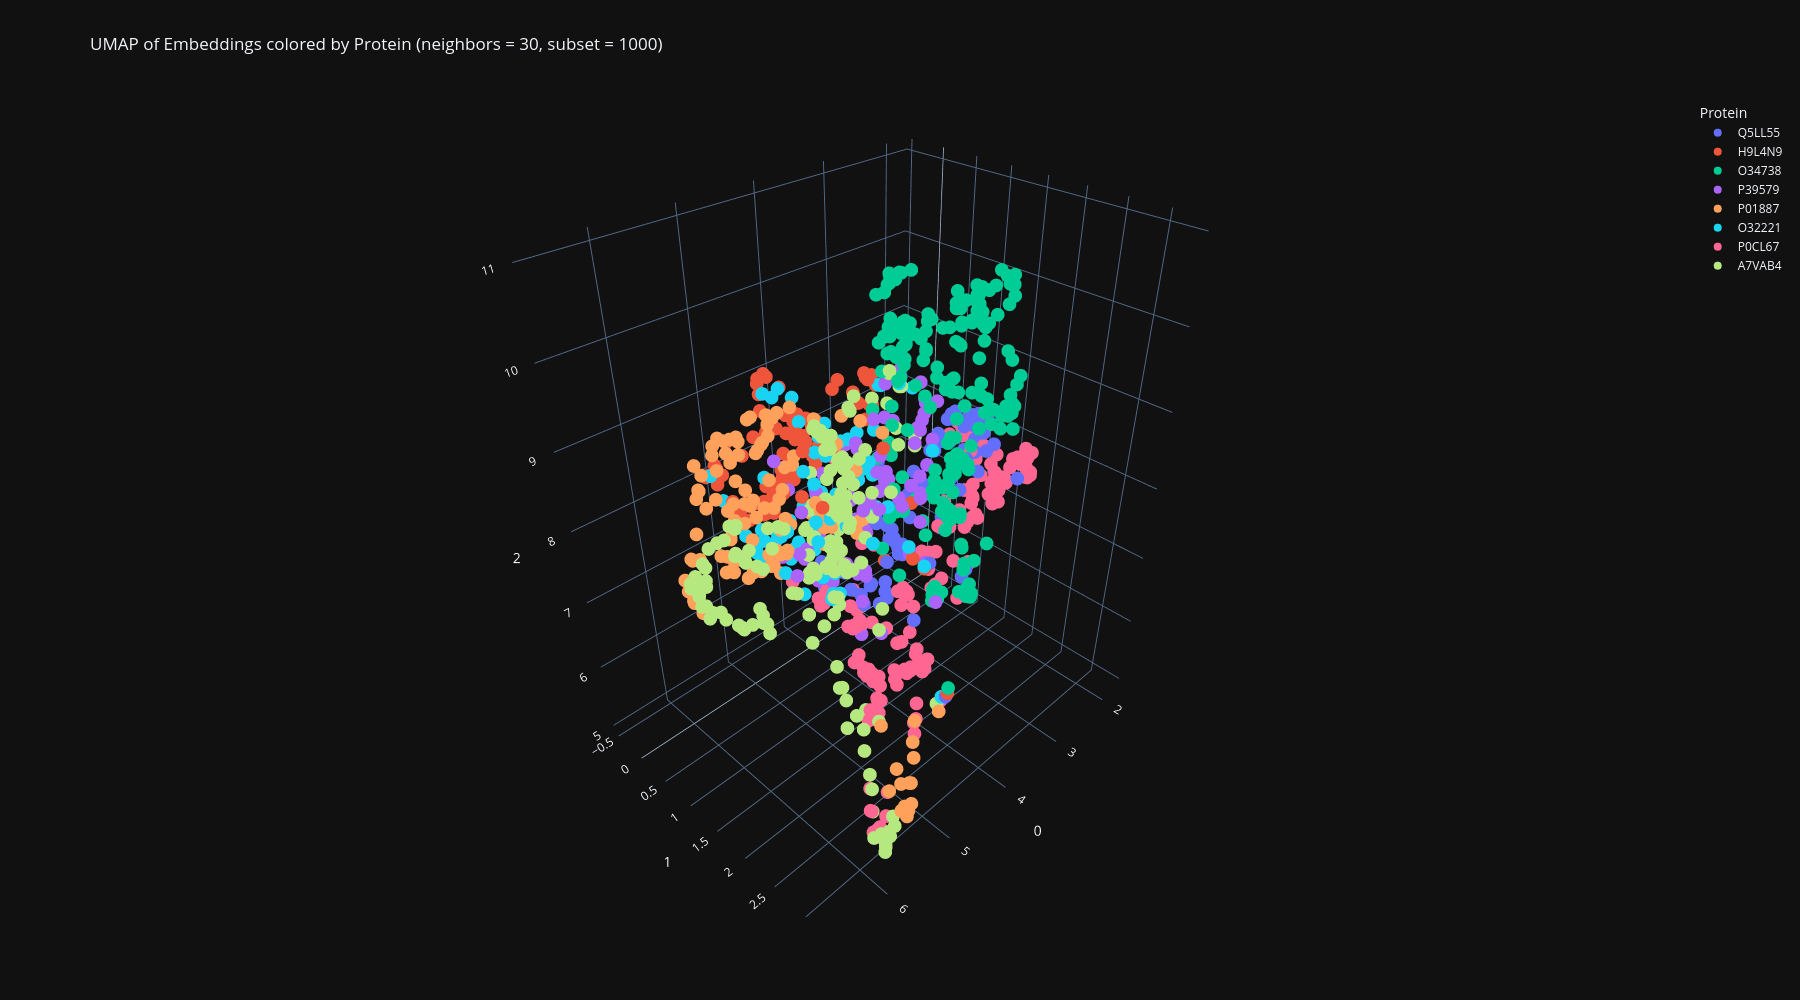 UMAP of Embeddings colored by Protein (neighbors = 30, subset = 1000)
Protein
Q5LL55
H9L4N9
O34738
P39579
P01887
O32221
P0CL67
A7VAB4
11
10
9
8
7
6
5
2
−0.5
0
0.5
1
1.5
2
2.5
1
2
3
4
5
6
0